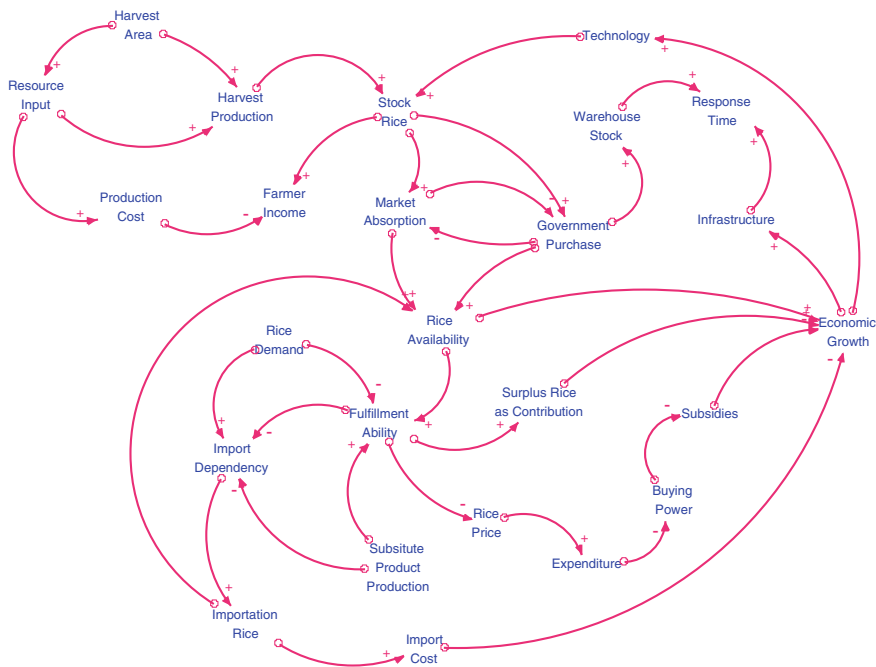 Harvest
Area
Technology
Resource
Input
Harvest
Production
Stock
Rice
Warehouse
Stock
Response
Time
Production
Cost
Farmer
Income
Market
Absorption
Government
Purchase
Infrastructure
Rice
Availability
Economic
Growth
Rice
Demand
Surplus Rice
as Contribution
Subsidies
Fulfillment
Ability
Import
Dependency
Buying
Power
Rice
Price
Expenditure
Subsitute
Product
Production
Importation
Rice
Import
Cost